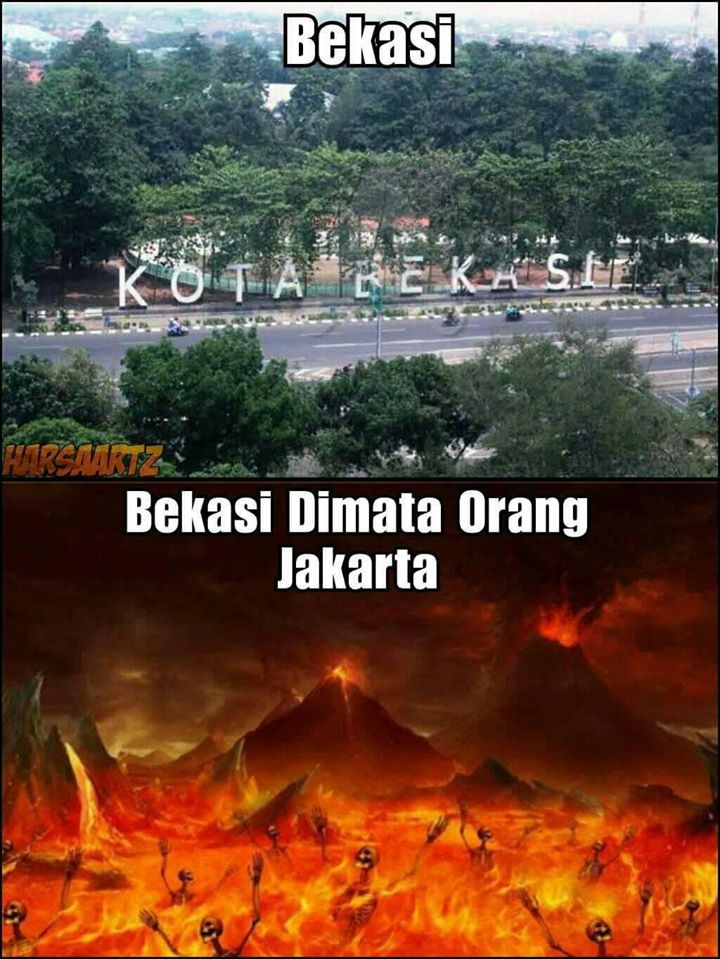 Bekasi
KOTA BEKASI
HARSAARTZ
Bekasi Dimata Orang
Jakarta